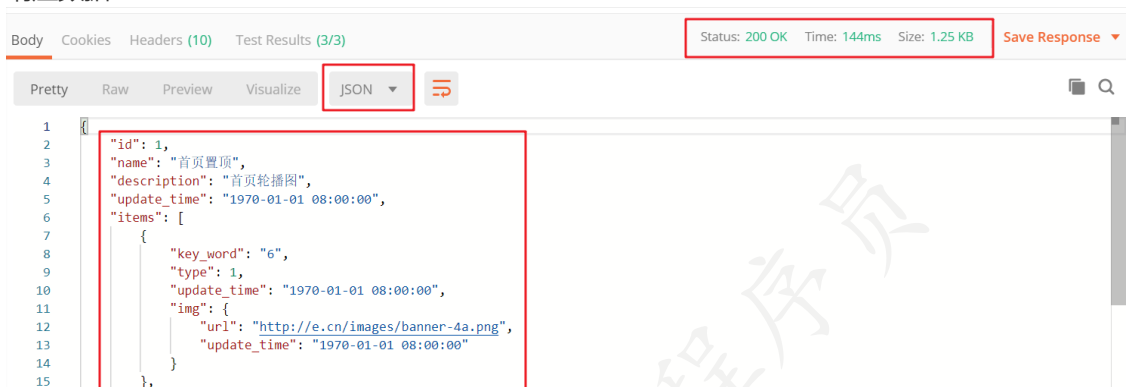 Body Cookies Headers (10) Test Results (3/3) Status: 200 OK Time: 144ms Size: 1.25 KB Save Response
Pretty Raw Preview Visualize JSON
1 {
2 "id": 1,
3 "name": "首页置顶",
4 "description": "首页轮播图",
5 "update_time": "1970-01-01 08:00:00",
6 "items": [
7 {
8 "key_word": "6",
9 "type": 1,
10 "update_time": "1970-01-01 08:00:00",
11 "img": {
12 "url": "http://e.cn/images/banner-4a.png",
13 "update_time": "1970-01-01 08:00:00"
14 }
15 },
程序员